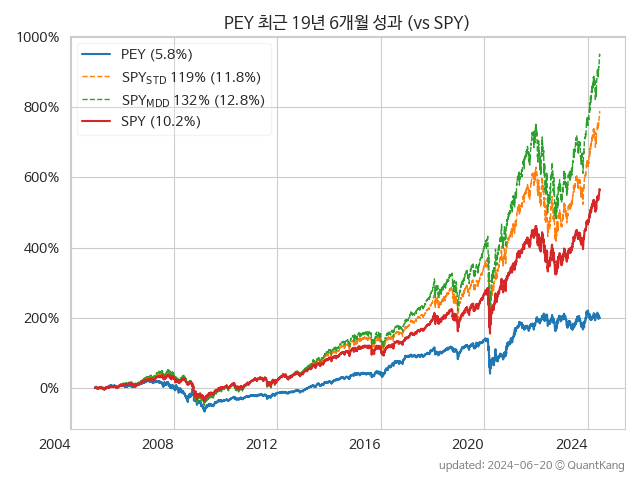 PEY 최근 19년 6개월 성과 (vs SPY)
1000%
800%
600%
400%
200%
0%
PEY (5.8%)
SPY_STD 119% (11.8%)
SPY_MDD 132% (12.8%)
SPY (10.2%)
2004 2008 2012 2016 2020 2024
updated: 2024-06-20 © QuantKang